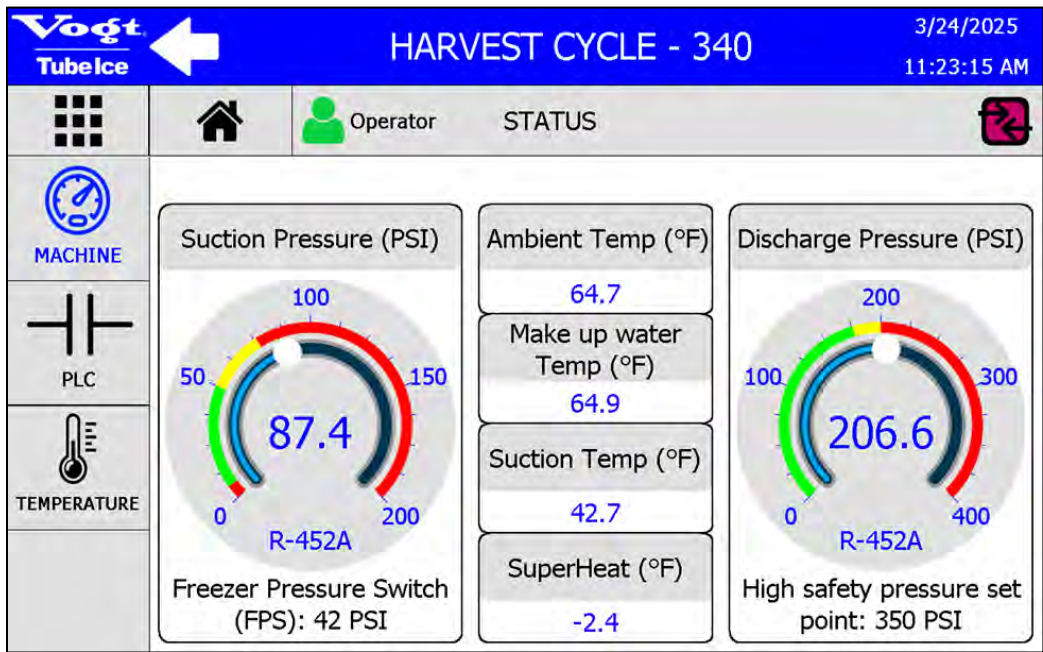 Vogt
TubeIce
HARVEST CYCLE - 340
3/24/2025
11:23:15 AM
Operator
STATUS
MACHINE
PLC
TEMPERATURE
Suction Pressure (PSI)
0
50
100
150
200
87.4
R-452A
Freezer Pressure Switch
(FPS): 42 PSI
Ambient Temp (°F)
64.7
Make up water
Temp (°F)
64.9
Suction Temp (°F)
42.7
SuperHeat (°F)
-2.4
Discharge Pressure (PSI)
0
100
200
300
400
206.6
R-452A
High safety pressure set
point: 350 PSI